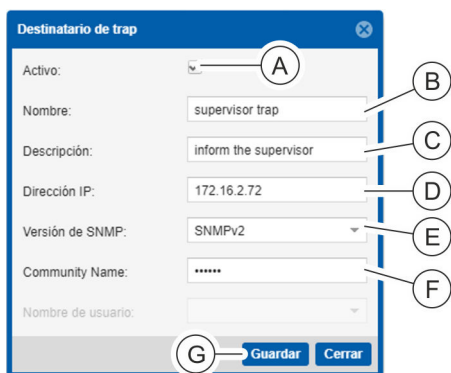 Destinatario de trap
Activo:
A
Nombre:
supervisor trap
B
Descripción:
inform the supervisor
C
Dirección IP:
172.16.2.72
D
Versión de SNMP:
SNMPv2
E
Community Name:
••••••
F
Nombre de usuario:
G
Guardar
Cerrar